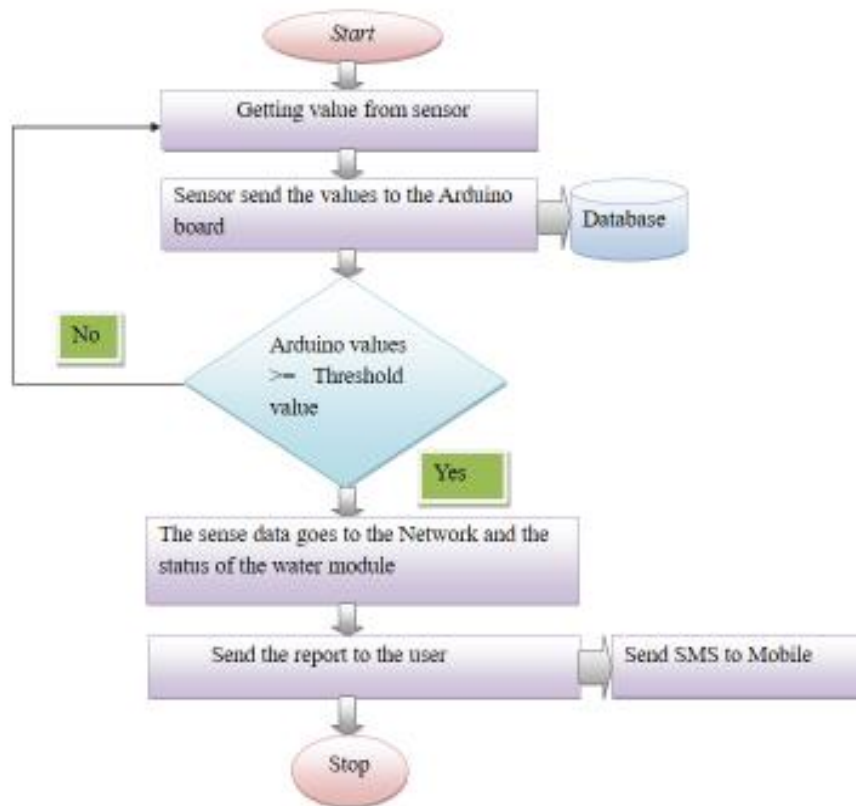 Start
Getting value from sensor
Sensor send the values to the Arduino
board
Database
No
Arduino values
>= Threshold
value
Yes
The sense data goes to the Network and the
status of the water module
Send the report to the user
Send SMS to Mobile
Stop